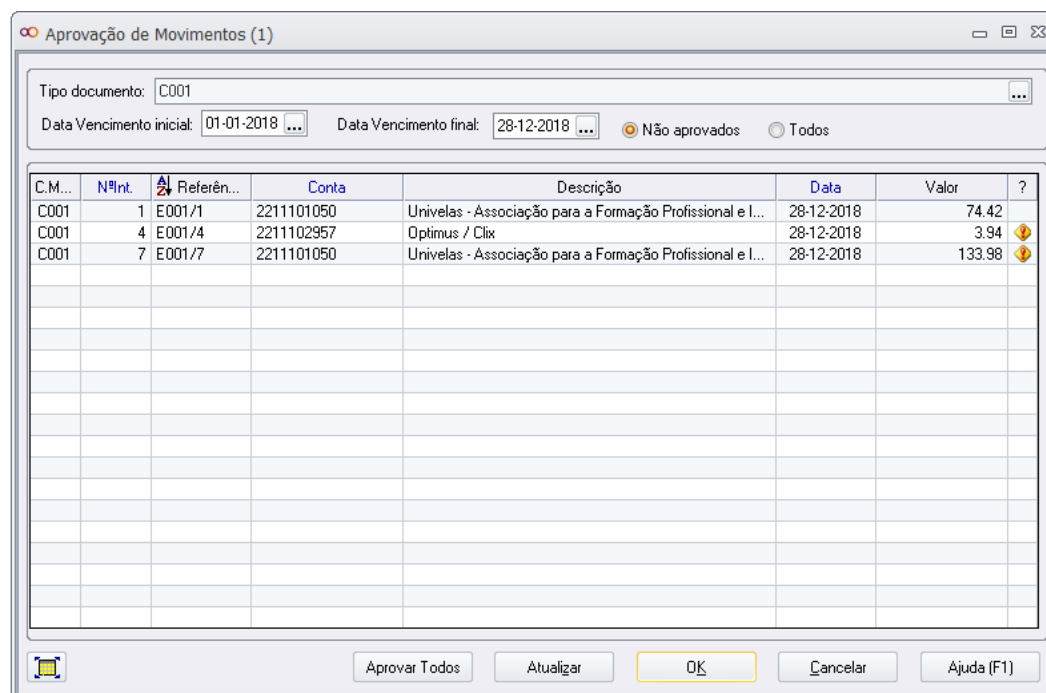 Aprovação de Movimentos (1)
Tipo documento: C001 ...
Data Vencimento inicial: 01-01-2018 ... Data Vencimento final: 28-12-2018 ... Não aprovados Todos
C.M... NºInt. Referên... Conta Descrição Data Valor ?
C001 1 E001/1 2211101050 Univelas - Associação para a Formação Profissional e I... 28-12-2018 74.42
C001 4 E001/4 2211102957 Optimus / Clix 28-12-2018 3.94
C001 7 E001/7 2211101050 Univelas - Associação para a Formação Profissional e I... 28-12-2018 133.98
Aprovar Todos Atualizar OK Cancelar Ajuda (F1)